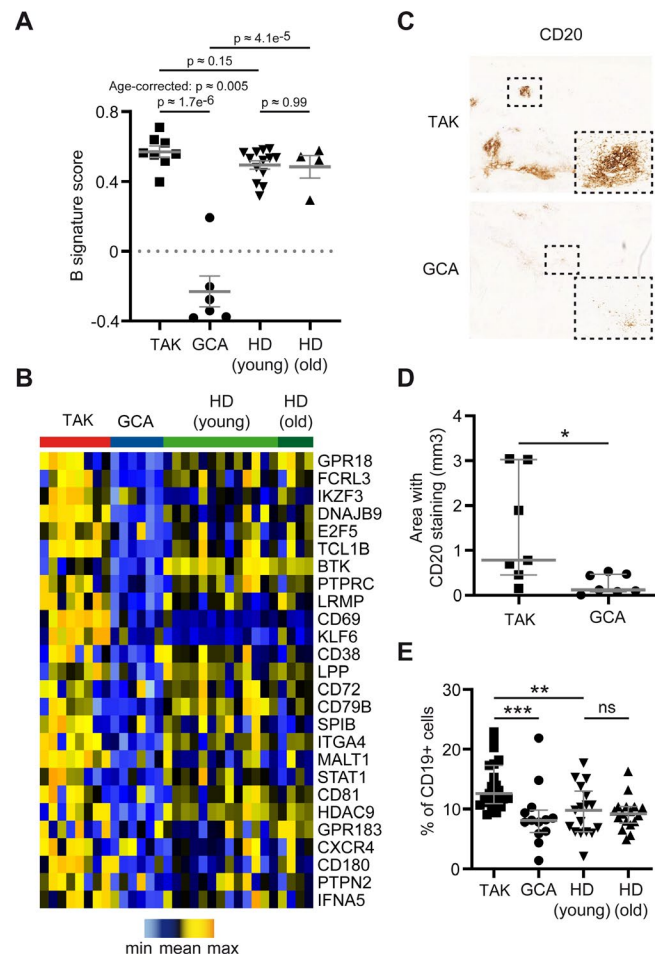 A
p ≈ 4.1e-5
p ≈ 0.15
Age-corrected: p ≈ 0.005
p ≈ 1.7e-6
p ≈ 0.99
B signature score
0.8
0.4
0
-0.4
TAK
GCA
HD
(young)
HD
(old)
B
TAK
GCA
HD
(young)
HD
(old)
GPR18
FCRL3
IKZF3
DNAJB9
E2F5
TCL1B
BTK
PTPRC
LRMP
CD69
KLF6
CD38
LPP
CD72
CD79B
SPIB
ITGA4
MALT1
STAT1
CD81
HDAC9
GPR183
CXCR4
CD180
PTPN2
IFNA5
min mean max
C
CD20
TAK
GCA
D
Area with
CD20 staining (mm3)
4
3
2
1
0
*
TAK
GCA
E
% of CD19+ cells
30
20
10
0
**
***
ns
TAK
GCA
HD
(young)
HD
(old)